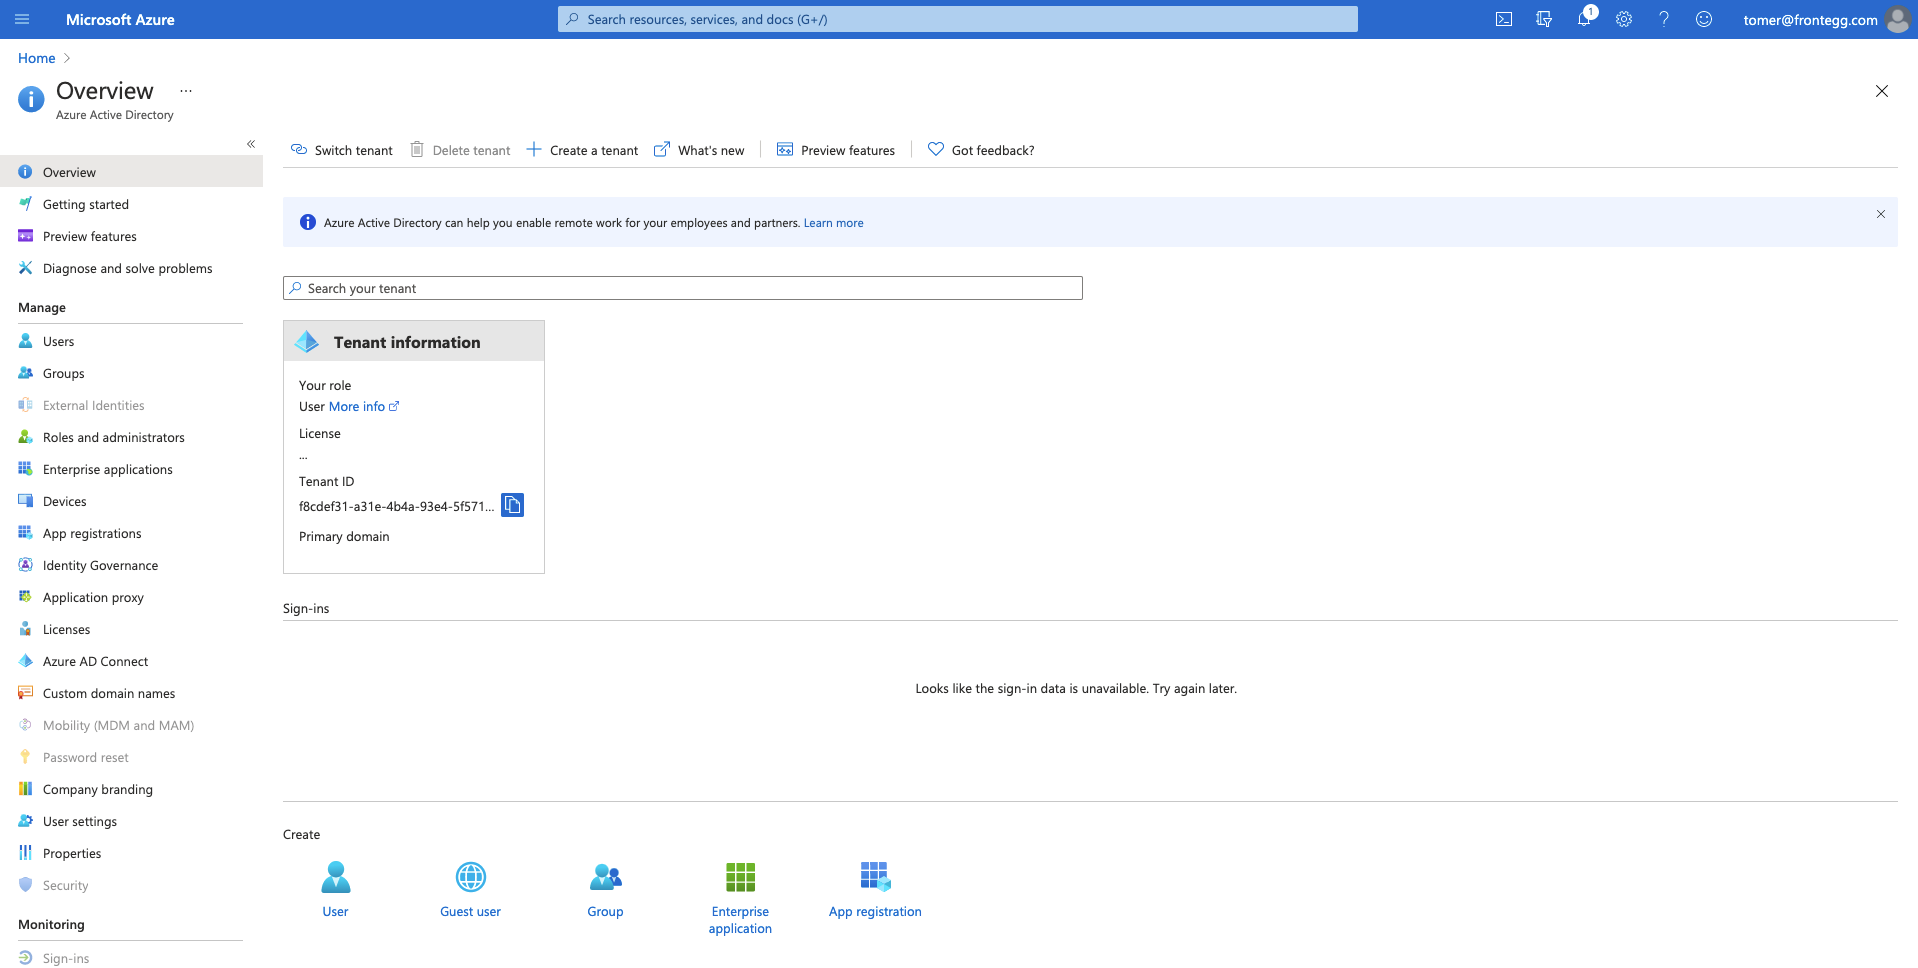 Microsoft Azure
Search resources, services, and docs (G+/)
1
tomer@frontegg.com
Home
Overview ...
Azure Active Directory
Overview
Getting started
Preview features
Diagnose and solve problems
Manage
Users
Groups
External Identities
Roles and administrators
Enterprise applications
Devices
App registrations
Identity Governance
Application proxy
Licenses
Azure AD Connect
Custom domain names
Mobility (MDM and MAM)
Password reset
Company branding
User settings
Properties
Security
Monitoring
Sign-ins
Switch tenant Delete tenant Create a tenant What's new Preview features Got feedback?
Azure Active Directory can help you enable remote work for your employees and partners. Learn more
Search your tenant
Tenant information
Your role
User More info
License
...
Tenant ID
f8cdef31-a31e-4b4a-93e4-5f571...
Primary domain
Sign-ins
Looks like the sign-in data is unavailable. Try again later.
Create
User
Guest user
Group
Enterprise
application
App registration